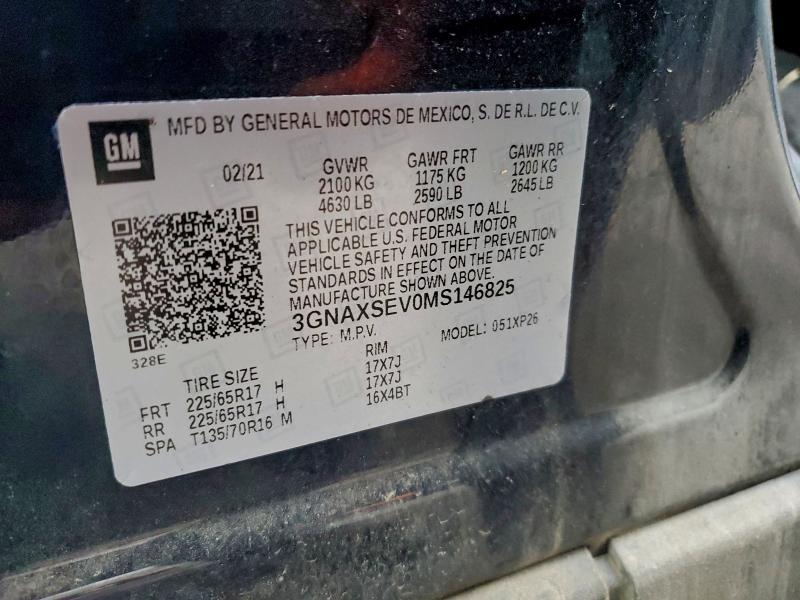 GM
MFD BY GENERAL MOTORS DE MEXICO, S. DE R.L. DE C.V.
02/21 GVWR GAWR FRT GAWR RR
2100 KG 1175 KG 1200 KG
4630 LB 2590 LB 2645 LB
THIS VEHICLE CONFORMS TO ALL
APPLICABLE U.S. FEDERAL MOTOR
VEHICLE SAFETY AND THEFT PREVENTION
STANDARDS IN EFFECT ON THE DATE OF
MANUFACTURE SHOWN ABOVE.
3GNAXSEV0MS146825
TYPE: M.P.V. MODEL: 051XP26
328E
TIRE SIZE RIM
FRT 225/65R17 H 17X7J
RR 225/65R17 H 17X7J
SPA T135/70R16 M 16X4BT